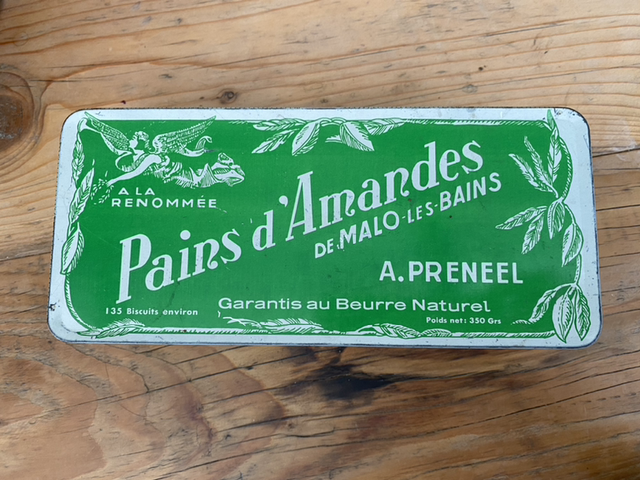 A LA
RENOMMÉE
Pains d'Amandes
DE MALO-LES-BAINS
A. PRENEEL
Garantis au Beurre Naturel
135 Biscuits environ
Poids net: 350 Grs